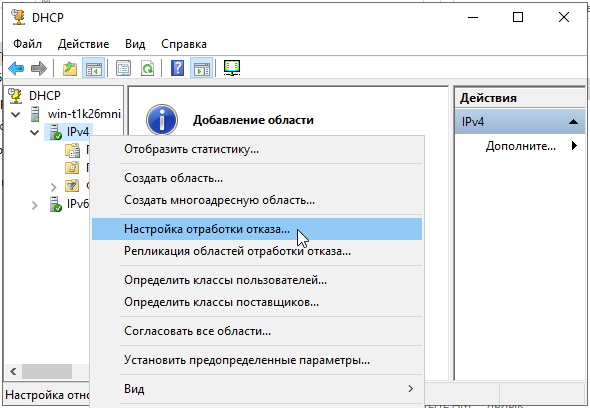 DHCP
Файл Действие Вид Справка
DHCP
win-t1k26mni
IPv4
IPv6
Добавление области
Действия
IPv4
Дополните...
Отобразить статистику...
Создать область...
Создать многоадресную область...
Настройка отработки отказа...
Репликация областей отработки отказа...
Определить классы пользователей...
Определить классы поставщиков...
Согласовать все области...
Установить предопределенные параметры...
Вид
Настройка отно